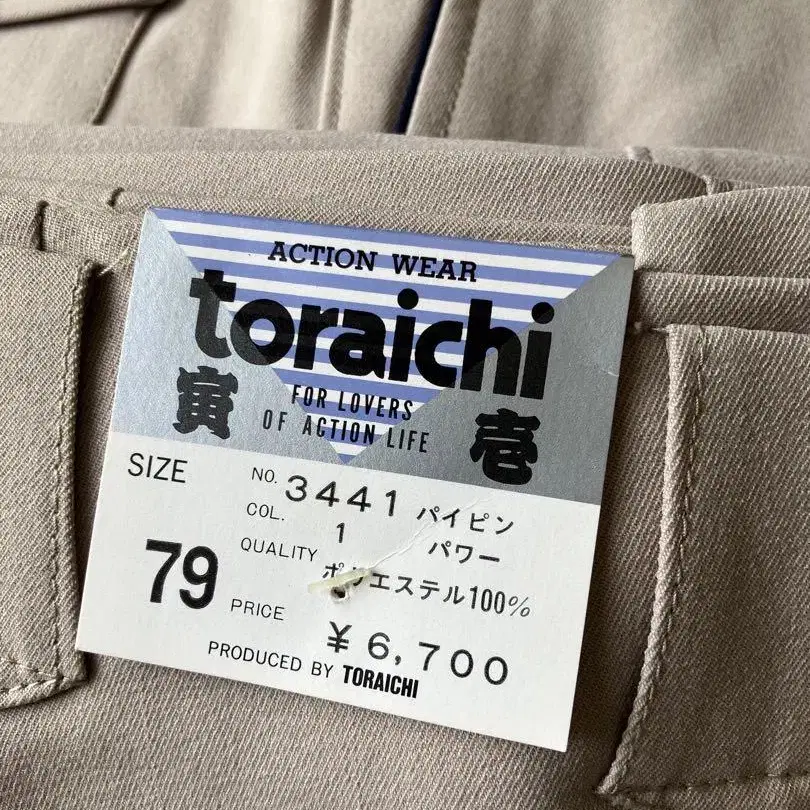 ACTION WEAR
toraichi
寅 FOR LOVERS
OF ACTION LIFE 壱
SIZE NO. 3441 パイピン
COL. 1 パワー
79 QUALITY ポリエステル100%
PRICE ¥6,700
PRODUCED BY TORAICHI